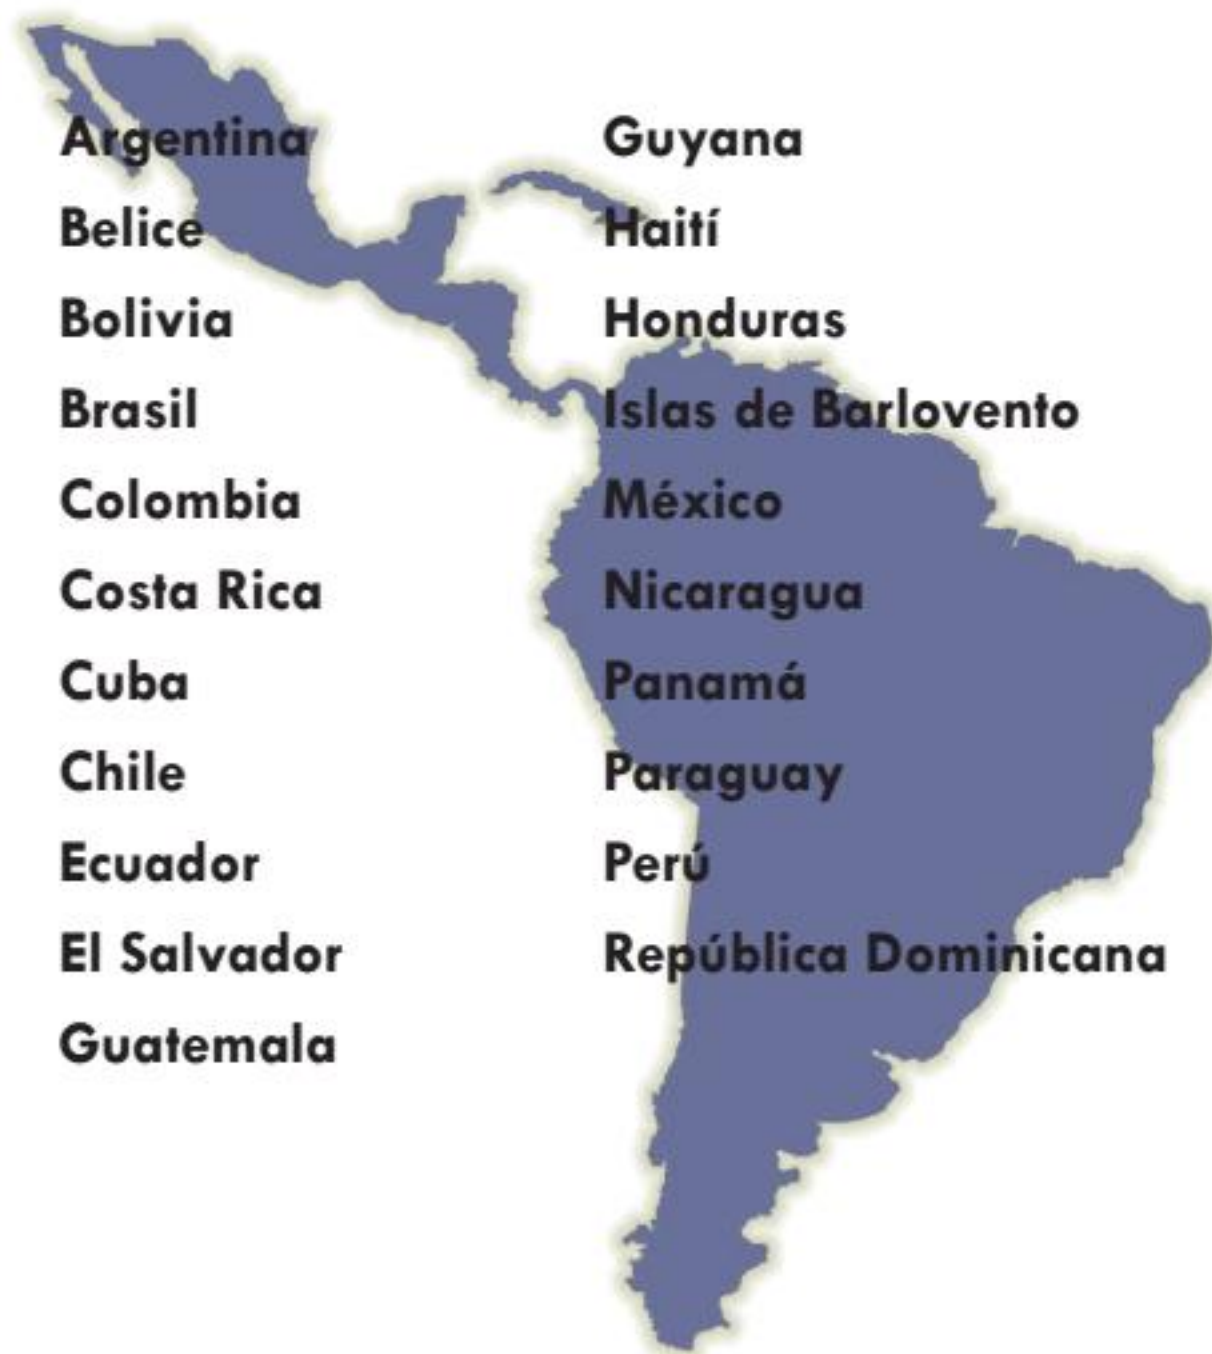 Argentina
Belice
Bolivia
Brasil
Colombia
Costa Rica
Cuba
Chile
Ecuador
El Salvador
Guatemala
Guyana
Haití
Honduras
Islas de Barlovento
México
Nicaragua
Panamá
Paraguay
Perú
República Dominicana